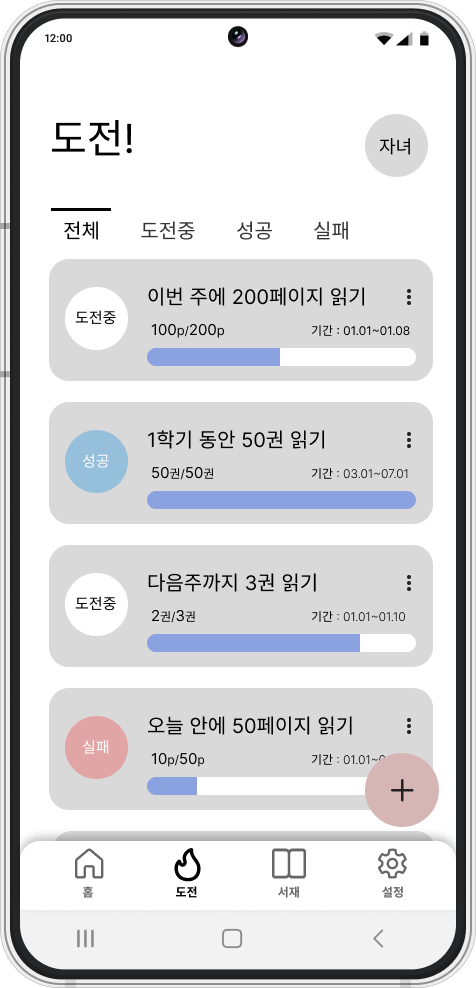 12:00
도전!
자녀
전체 도전중 성공 실패
도전중
이번 주에 200페이지 읽기
100p/200p 기간 : 01.01~01.08
성공
1학기 동안 50권 읽기
50권/50권 기간 : 03.01~07.01
도전중
다음주까지 3권 읽기
2권/3권 기간 : 01.01~01.10
실패
오늘 안에 50페이지 읽기
10p/50p 기간 :
홈 도전 서재 설정